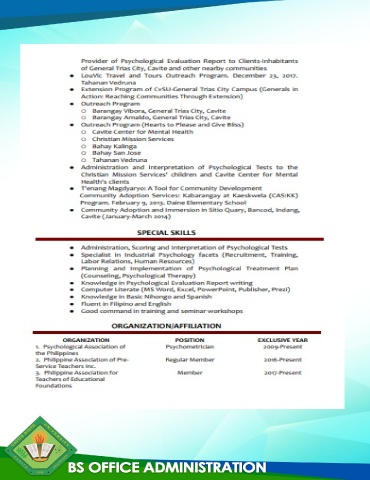 Provider of Psychological Evaluation Report to Clients-Inhabitants
of General Trias City, Cavite and other nearby communities
● LouVic Travel and Tours Outreach Program. December 23, 2017.
Tahanan Vedruna
● Extension Program of CvSU-General Trias City Campus (Generals in
Action: Reaching Communities Through Extension)
● Outreach Program
o Barangay Vibora, General Trias City, Cavite
o Barangay Arnaldo, General Trias City, Cavite
● Outreach Program (Hearts to Please and Give Bliss)
o Cavite Center for Mental Health
o Christian Mission Services
o Bahay Kalinga
o Bahay San Jose
o Tahanan Vedruna
● Administration and Interpretation of Psychological Tests to the
Christian Mission Services' children and Cavite Center for Mental
Health's clients
● T'enang Magdyaryo: A Tool for Community Development
Community Adoption Services: Kabarangay at Kaeskwela (CAS:KK)
Program. February 9, 2013. Daine Elementary School
● Community Adoption and Immersion in Sitio Quary, Bancod, Indang,
Cavite (January-March 2014)
SPECIAL SKILLS
● Administration, Scoring and Interpretation of Psychological Tests
● Specialist in Industrial Psychology facets (Recruitment, Training,
Labor Relations, Human Resources)
● Planning and Implementation of Psychological Treatment Plan
(Counseling, Psychological Therapy)
● Knowledge in Psychological Evaluation Report writing
● Computer Literate (MS Word, Excel, PowerPoint, Publisher, Prezi)
● Knowledge in Basic Nihongo and Spanish
● Fluent in Filipino and English
● Good command in training and seminar workshops
ORGANIZATION/AFFILIATION
ORGANIZATION POSITION EXCLUSIVE YEAR
1. Psychological Association of Psychometrician 2009-Present
the Philippines
2. Philippine Association of Pre- Regular Member 2016-Present
Service Teachers Inc.
3. Philippine Association for Member 2017-Present
Teachers of Educational
Foundations
BS OFFICE ADMINISTRATION